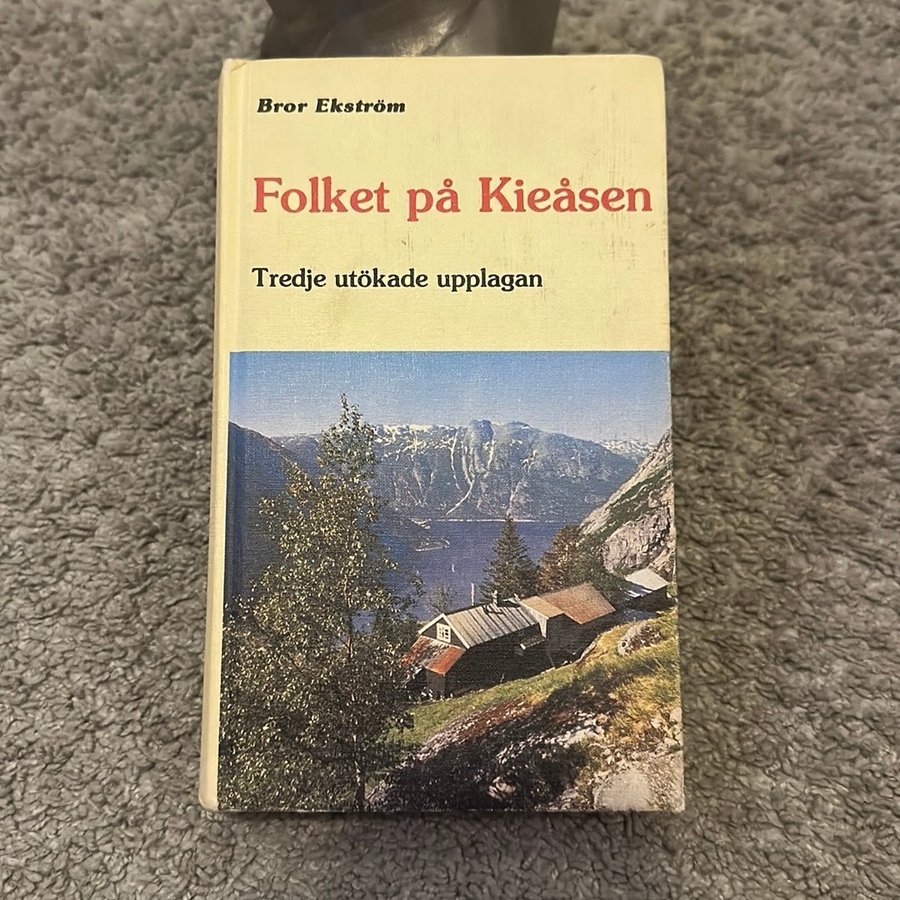 Bror Ekström
Folket på Kieåsen
Tredje utökade upplagan